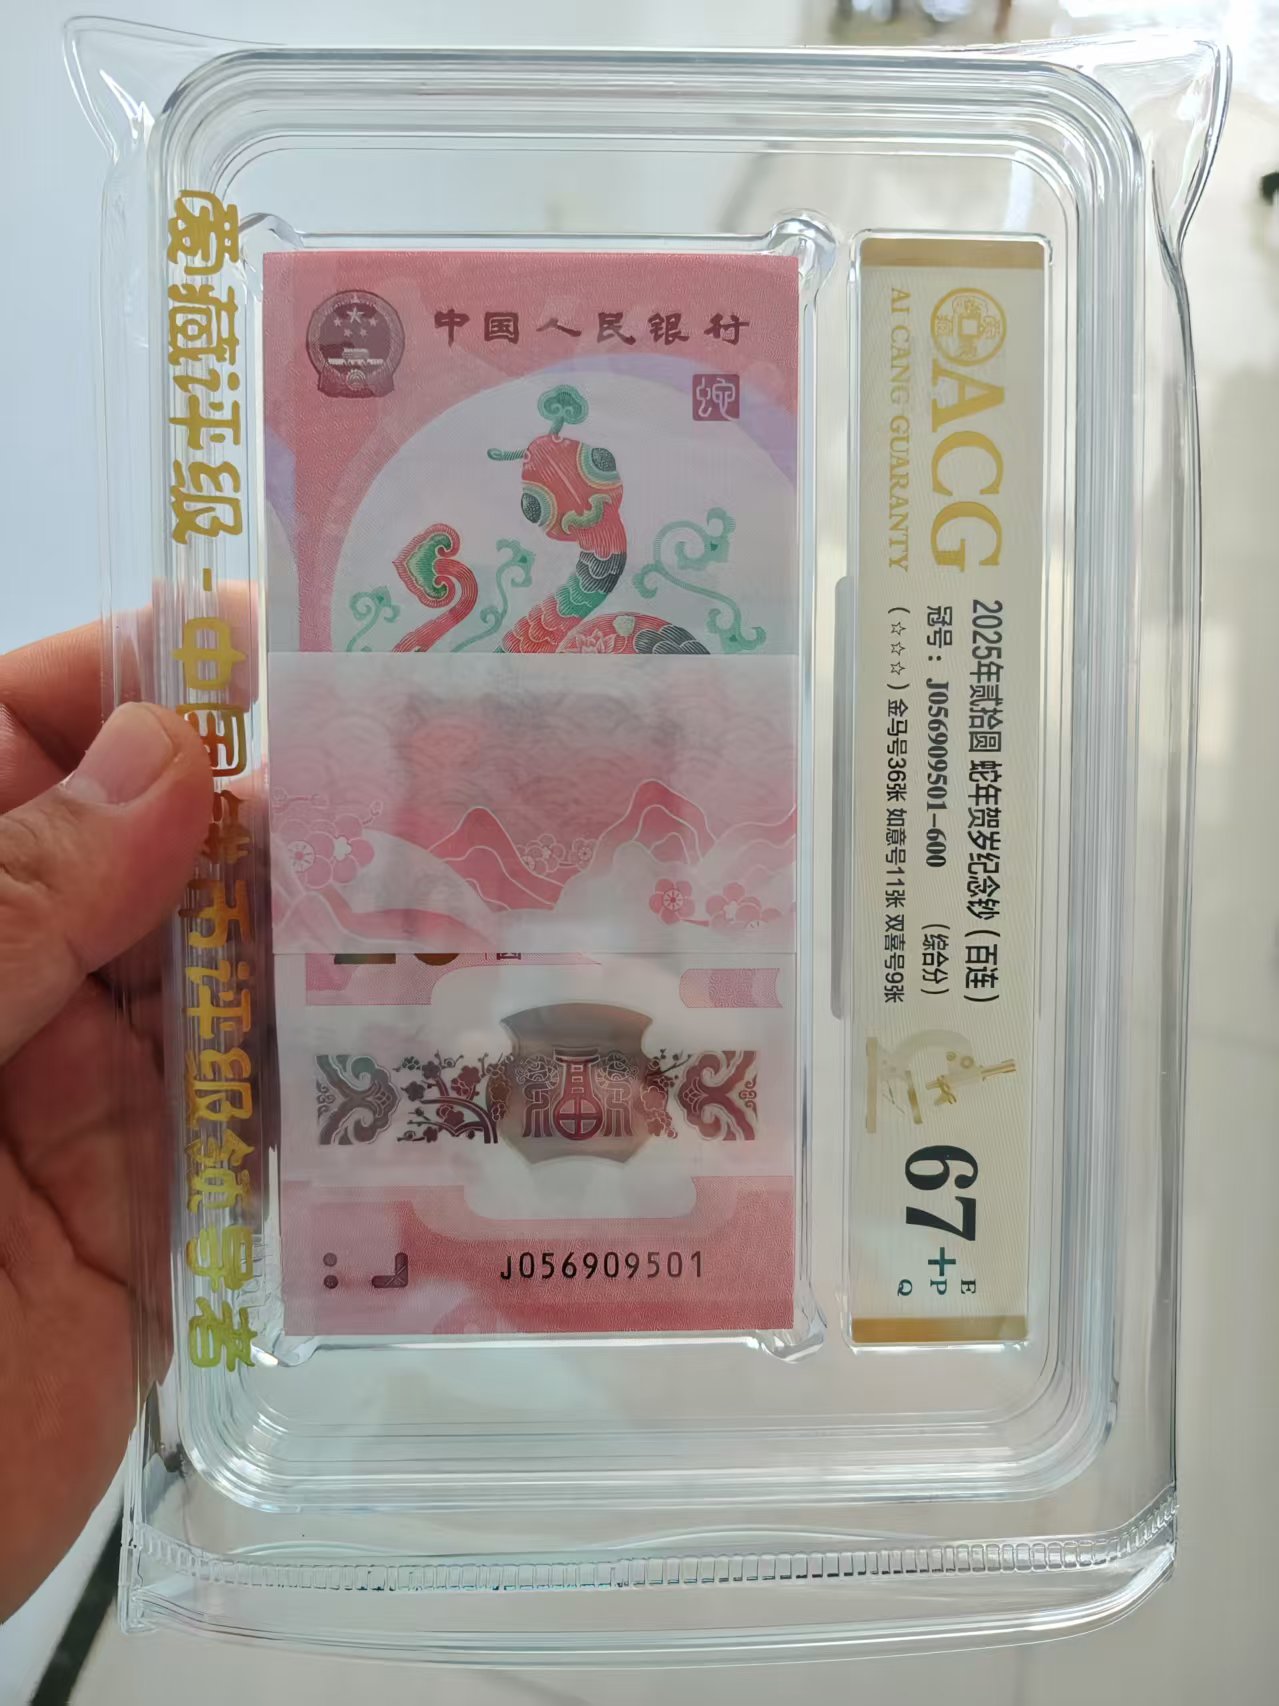 爱藏评级-中国钱币评级领导者
中国人民银行
蛇
J056909501
ACG
AI CANG GUARANTY
2025年贰拾圆 蛇年贺岁纪念钞（百连）
冠号：J056909501-600 （综合分）
（☆☆☆）金马号36张 如意号11张 双喜号9张
67+
E
P
Q